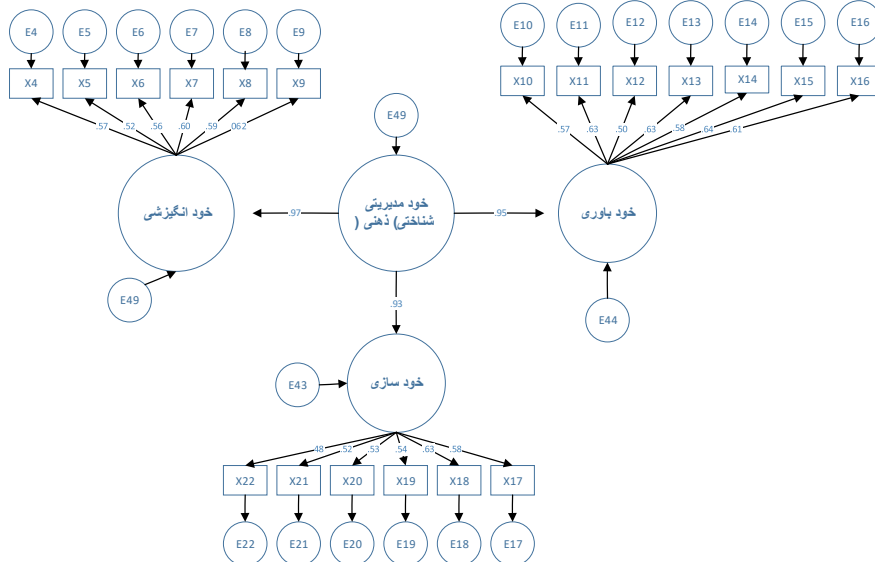 E4 E5 E6 E7 E8 E9
E10 E11 E12 E13 E14 E15 E16
X4 X5 X6 X7 X8 X9
X10 X11 X12 X13 X14 X15 X16
.57 .52 .56 .60 .59 .062
.57 .63 .50 .63 .58 .64 .61
E49
خود انگیزشی
.97
خود مدیریتی
شناختی) ذهنی (
.95
خود باوری
E49
.93
E44
خود سازی
E43
.48 .52 .53 .54 .63 .58
X22 X21 X20 X19 X18 X17
E22 E21 E20 E19 E18 E17